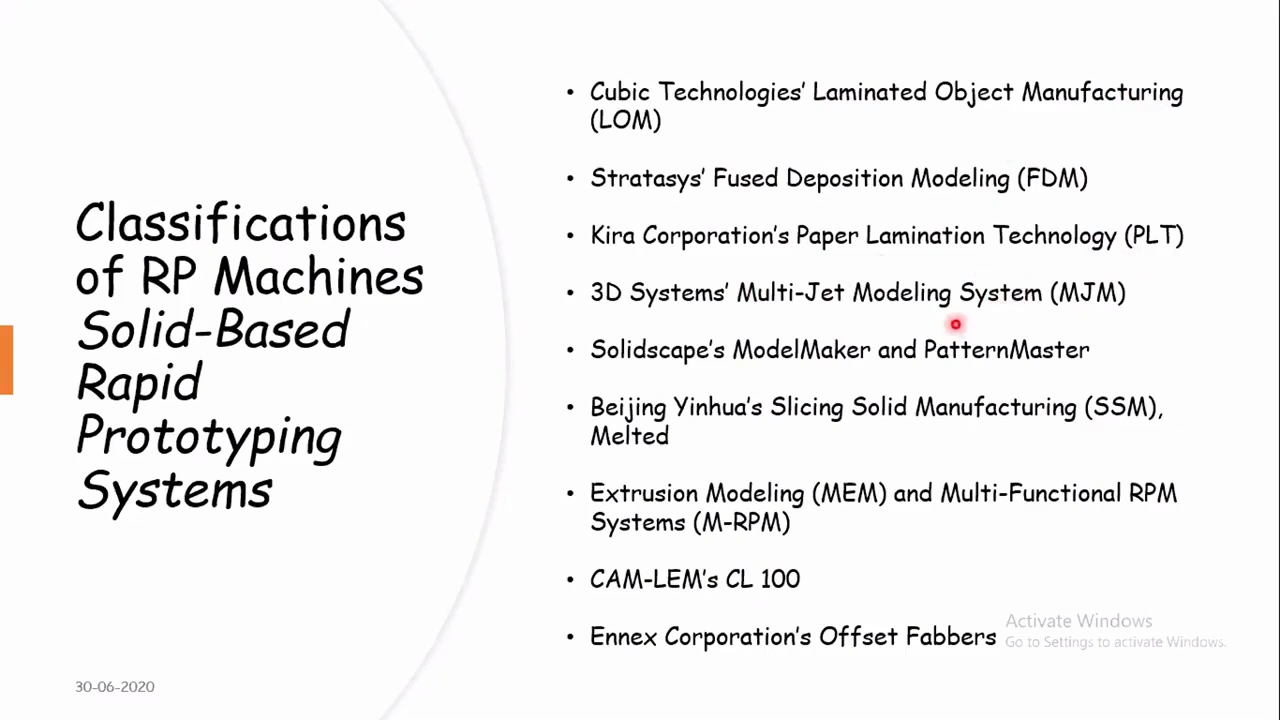 Classifications
of RP Machines
Solid-Based
Rapid
Prototyping
Systems
• Cubic Technologies’ Laminated Object Manufacturing
(LOM)
• Stratasys’ Fused Deposition Modeling (FDM)
• Kira Corporation’s Paper Lamination Technology (PLT)
• 3D Systems’ Multi-Jet Modeling System (MJM)
• Solidscape’s ModelMaker and PatternMaster
• Beijing Yinhua’s Slicing Solid Manufacturing (SSM),
Melted
• Extrusion Modeling (MEM) and Multi-Functional RPM
Systems (M-RPM)
• CAM-LEM’s CL 100
• Ennex Corporation’s Offset Fabbers
Activate Windows
Go to Settings to activate Windows.
30-06-2020